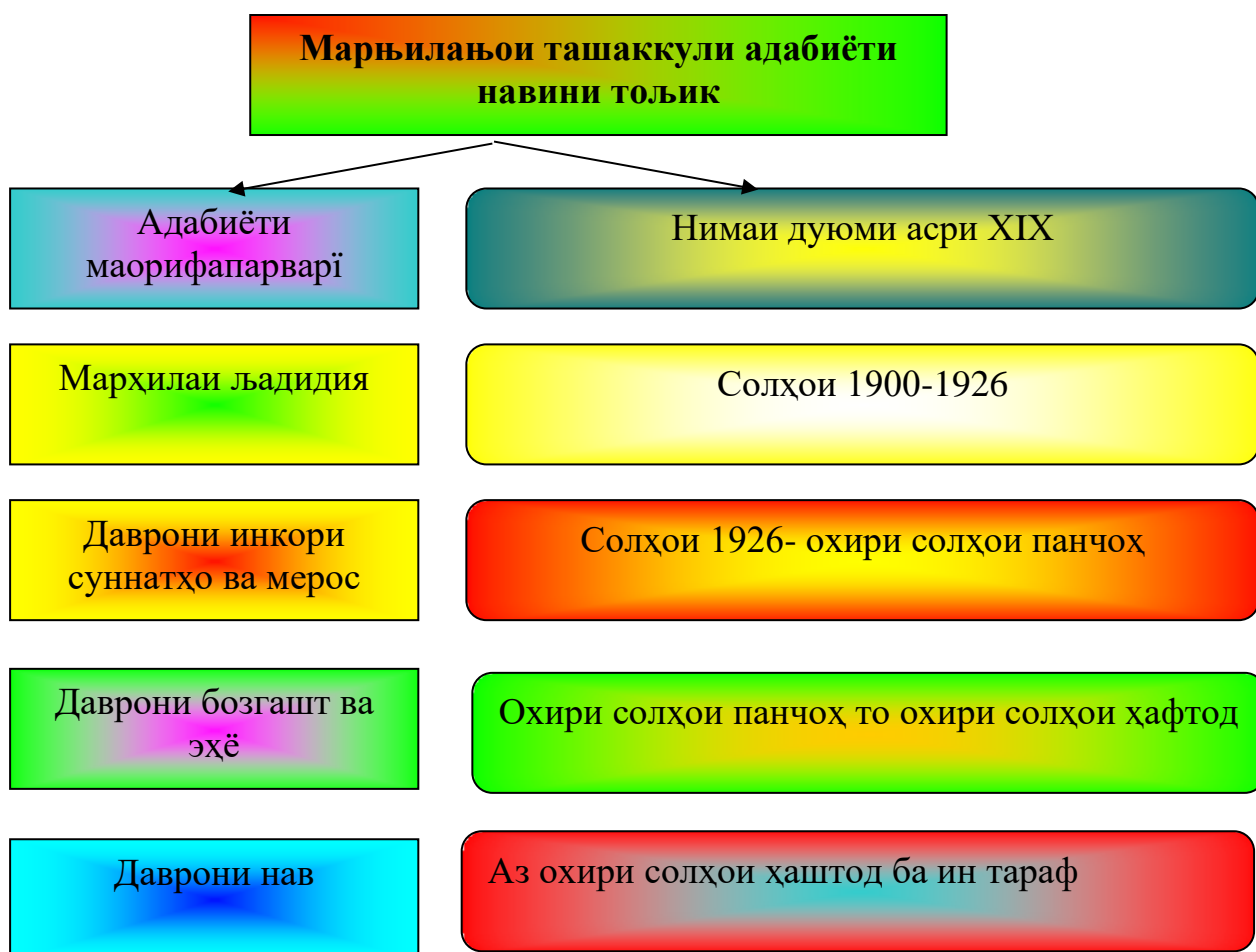 Марњилањои ташаккули адабиёти
навини тољик
Адабиёти
маорифапарварї
Нимаи дуюми асри XIX
Марҳилаи љадидия
Солҳои 1900-1926
Даврони инкори
суннатҳо ва мерос
Солҳои 1926- охири солҳои панчоҳ
Даврони бозгашт ва
эҳё
Охири солҳои панчоҳ то охири солҳои ҳафтод
Даврони нав
Аз охири солҳои ҳаштод ба ин тараф